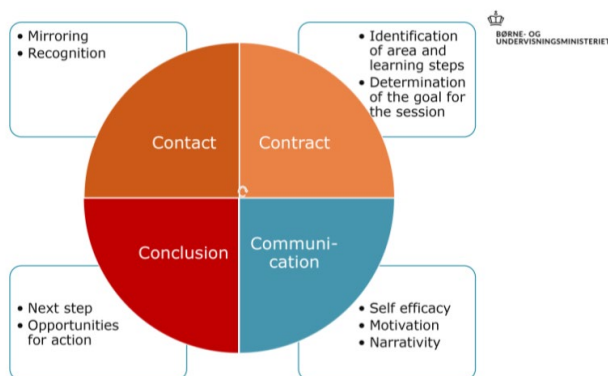 • Mirroring
• Recognition
• Identification
of area and
learning steps
• Determination
of the goal for
the session
BØRNE- OG
UNDERVISNINGSMINISTERIET
Contact
Contract
Conclusion
Communi-
cation
• Next step
• Opportunities
for action
• Self efficacy
• Motivation
• Narrativity